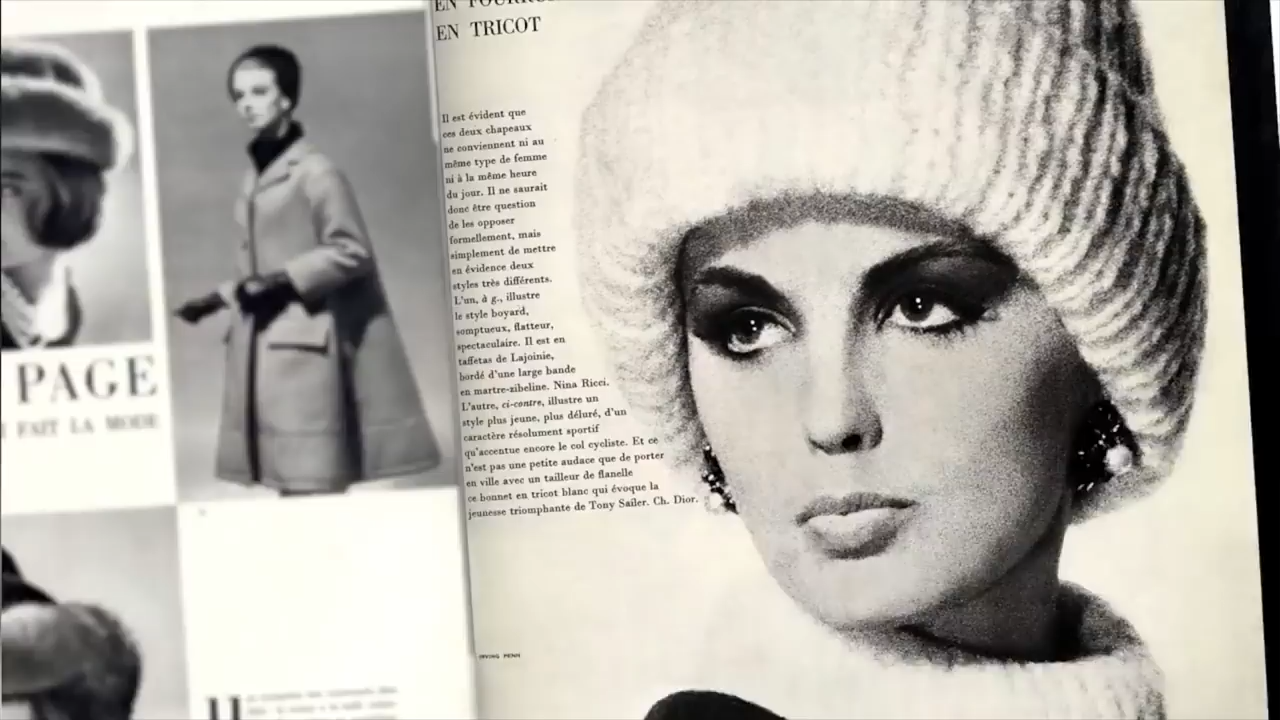 PAGE
FAIT LA MODE
EN TRICOT
Il est évident que
ces deux chapeaux
ne conviennent ni au
même type de femme
ni à la même heure
du jour. Il ne saurait
donc être question
de les opposer
formellement, mais
simplement de mettre
en évidence deux
styles très différents.
L'un, à g., illustre
le style boyard,
somptueux, flatteur,
spectaculaire. Il est en
taffetas de Lajoinie,
bordé d'une large bande
en martre-zibeline. Nina Ricci.
L'autre, ci-contre, illustre un
style plus jeune, plus déluré, d'un
caractère résolument sportif
qu'accentue encore le col cycliste. Et ce
n'est pas une petite audace que de porter
en ville avec un tailleur de flanelle
ce bonnet en tricot blanc qui évoque la
jeunesse triomphante de Tony Sailer. Ch. Dior.
IRVING PENN